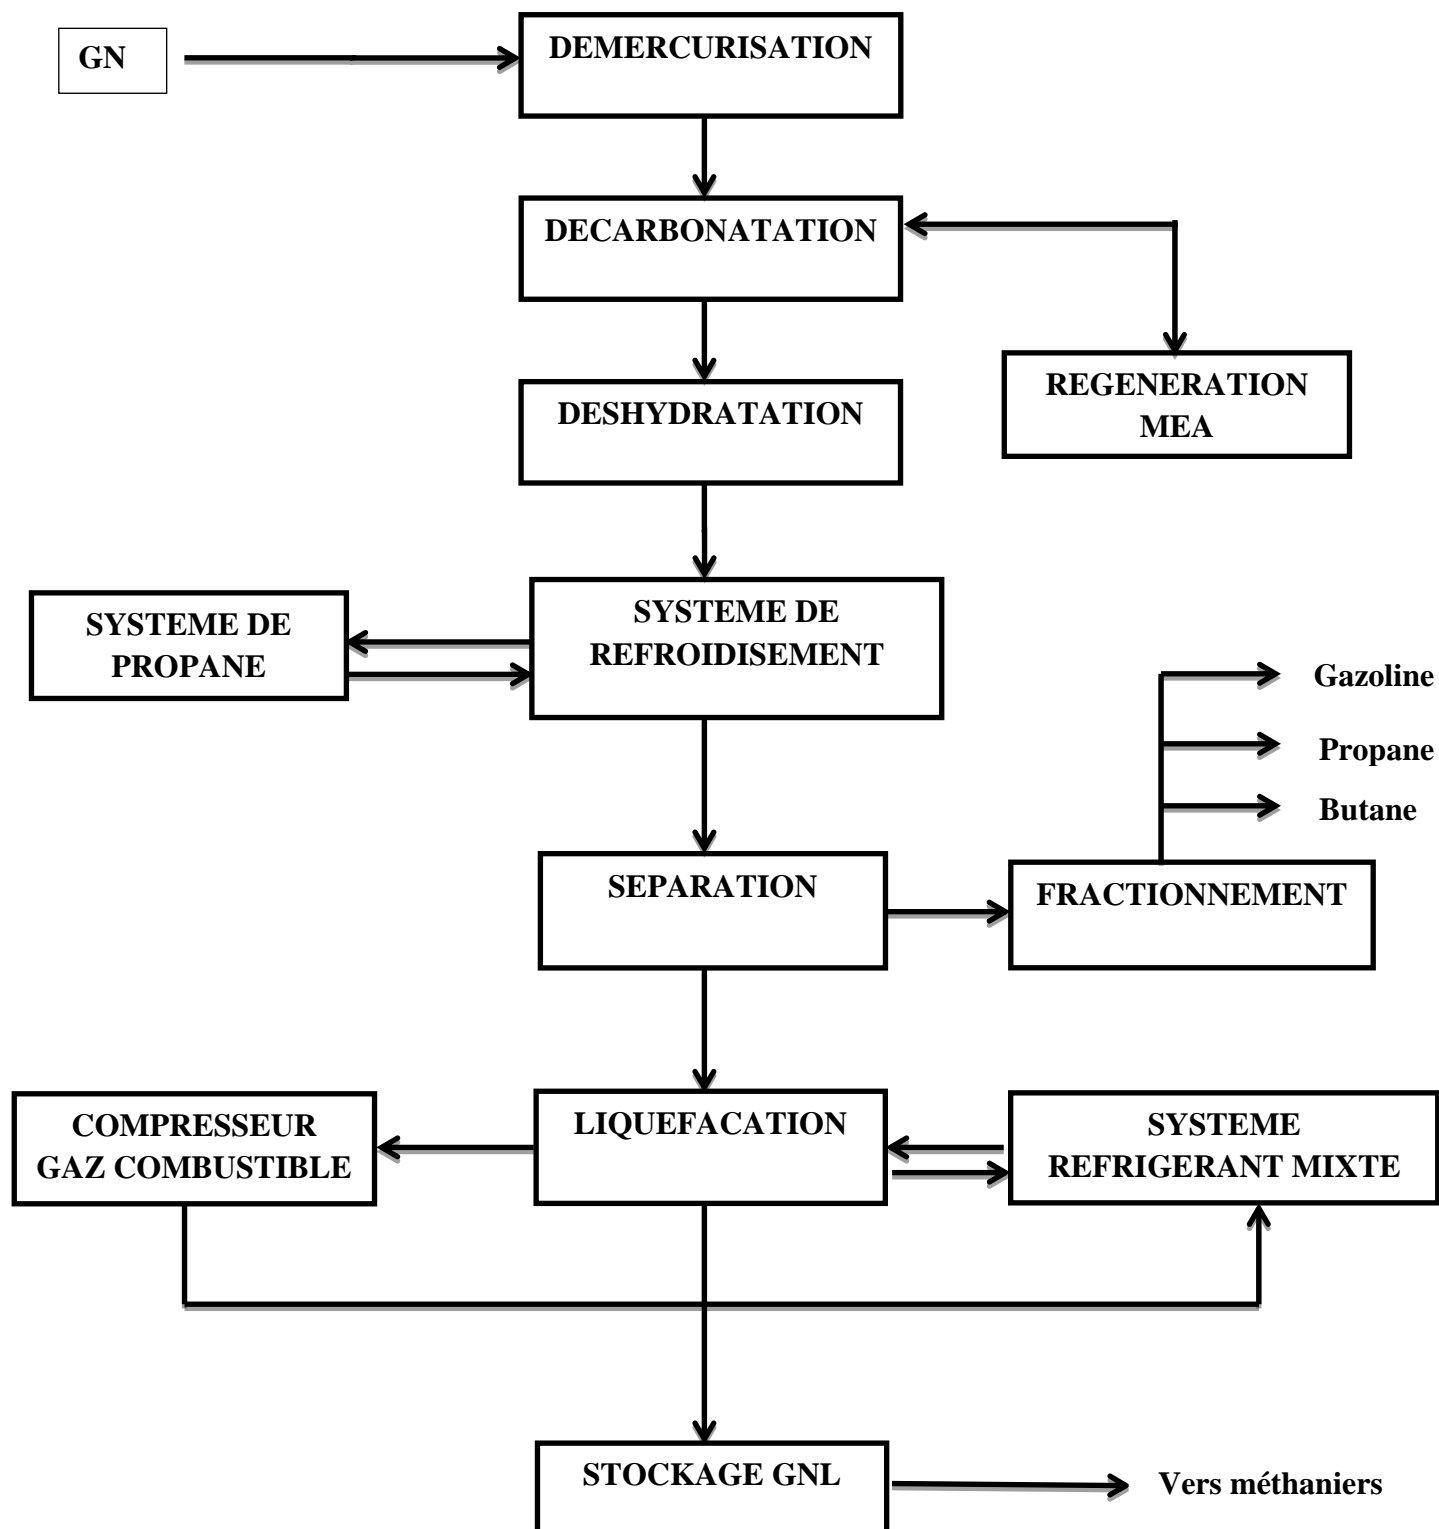 GN
DEMERCURISATION
DECARBONATATION
REGENERATION
MEA
DESHYDRATATION
SYSTEME DE
PROPANE
SYSTEME DE
REFROIDISEMENT
Gazoline
Propane
Butane
SEPARATION
FRACTIONNEMENT
COMPRESSEUR
GAZ COMBUSTIBLE
LIQUEFACATION
SYSTEME
REFRIGERANT MIXTE
STOCKAGE GNL
Vers méthaniers